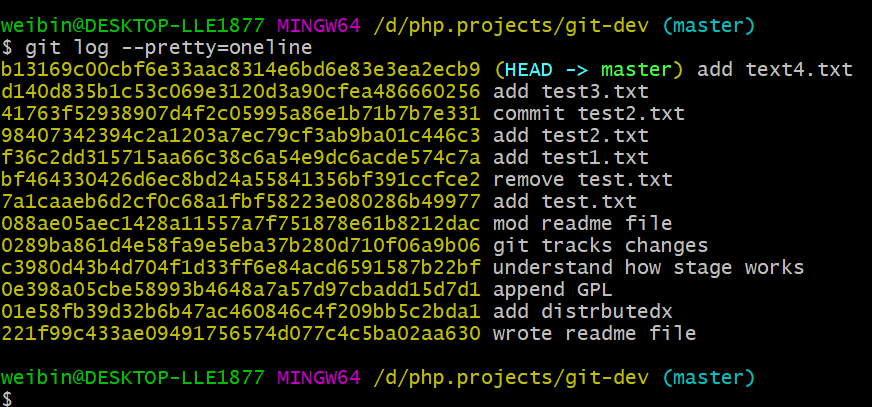 weibin@DESKTOP-LLE1877 MINGW64 /d/php.projects/git-dev (master)
$ git log --pretty=oneline
b13169c00cbf6e33aac8314e6bd6e83e3ea2ecb9 (HEAD -> master) add text4.txt
d140d835b1c53c069e3120d3a90cfea486660256 add test3.txt
41763f52938907d4f2c05995a86e1b71b7b7e331 commit test2.txt
98407342394c2a1203a7ec79cf3ab9ba01c446c3 add test2.txt
f36c2dd315715aa66c38c6a54e9dc6acde574c7a add test1.txt
bf464330426d6ec8bd24a55841356bf391ccfce2 remove test.txt
7a1caaeb6d2cf0c68a1fbf58223e080286b49977 add test.txt
088ae05aec1428a11557a7f751878e61b8212dac mod readme file
0289ba861d4e58fa9e5eba37b280d710f06a9b06 git tracks changes
c3980d43b4d704f1d33ff6e84acd6591587b22bf understand how stage works
0e398a05cbe58993b4648a7a57d97cbadd15d7d1 append GPL
01e58fb39d32b6b47ac460846c4f209bb5c2bda1 add distrbutedx
221f99c433ae09491756574d077c4c5ba02aa630 wrote readme file
weibin@DESKTOP-LLE1877 MINGW64 /d/php.projects/git-dev (master)
$